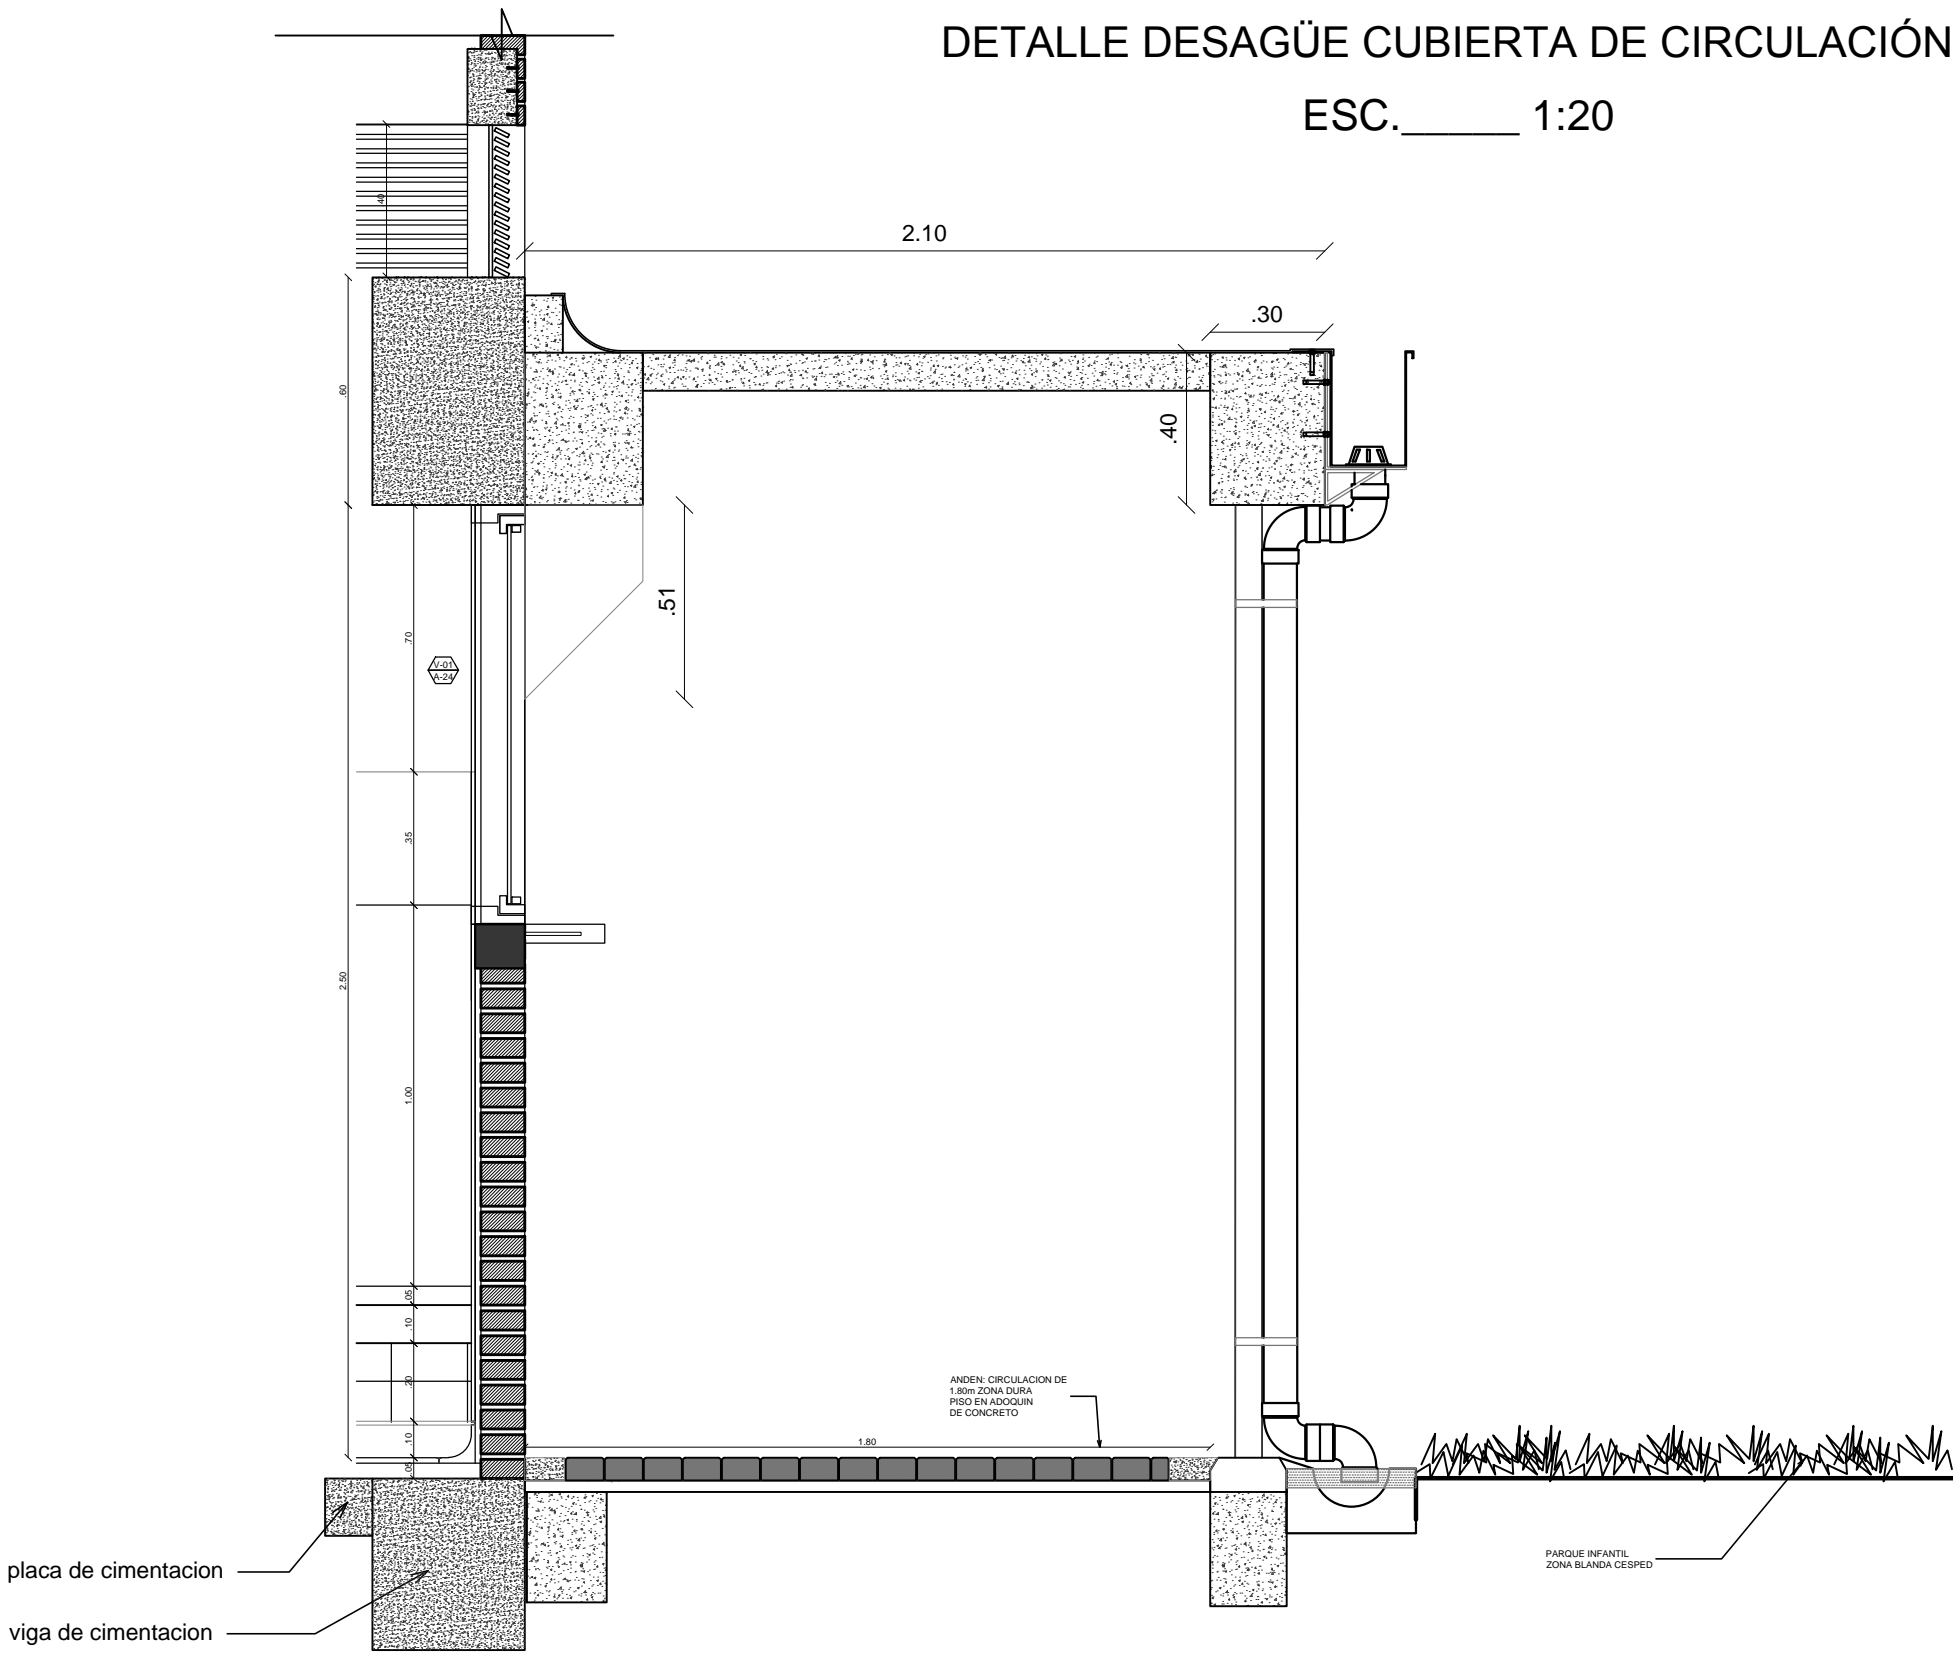 DETALLE DESAGÜE CUBIERTA DE CIRCULACIÓN
ESC._____ 1:20
.40
2.10
.30
.60
.40
.51
.70
V-01
A-24
.35
2.50
1.00
.05
.10
.20
.10
.05
ANDEN: CIRCULACION DE
1.80m ZONA DURA
PISO EN ADOQUIN
DE CONCRETO
1.80
placa de cimentacion
viga de cimentacion
PARQUE INFANTIL
ZONA BLANDA CESPED